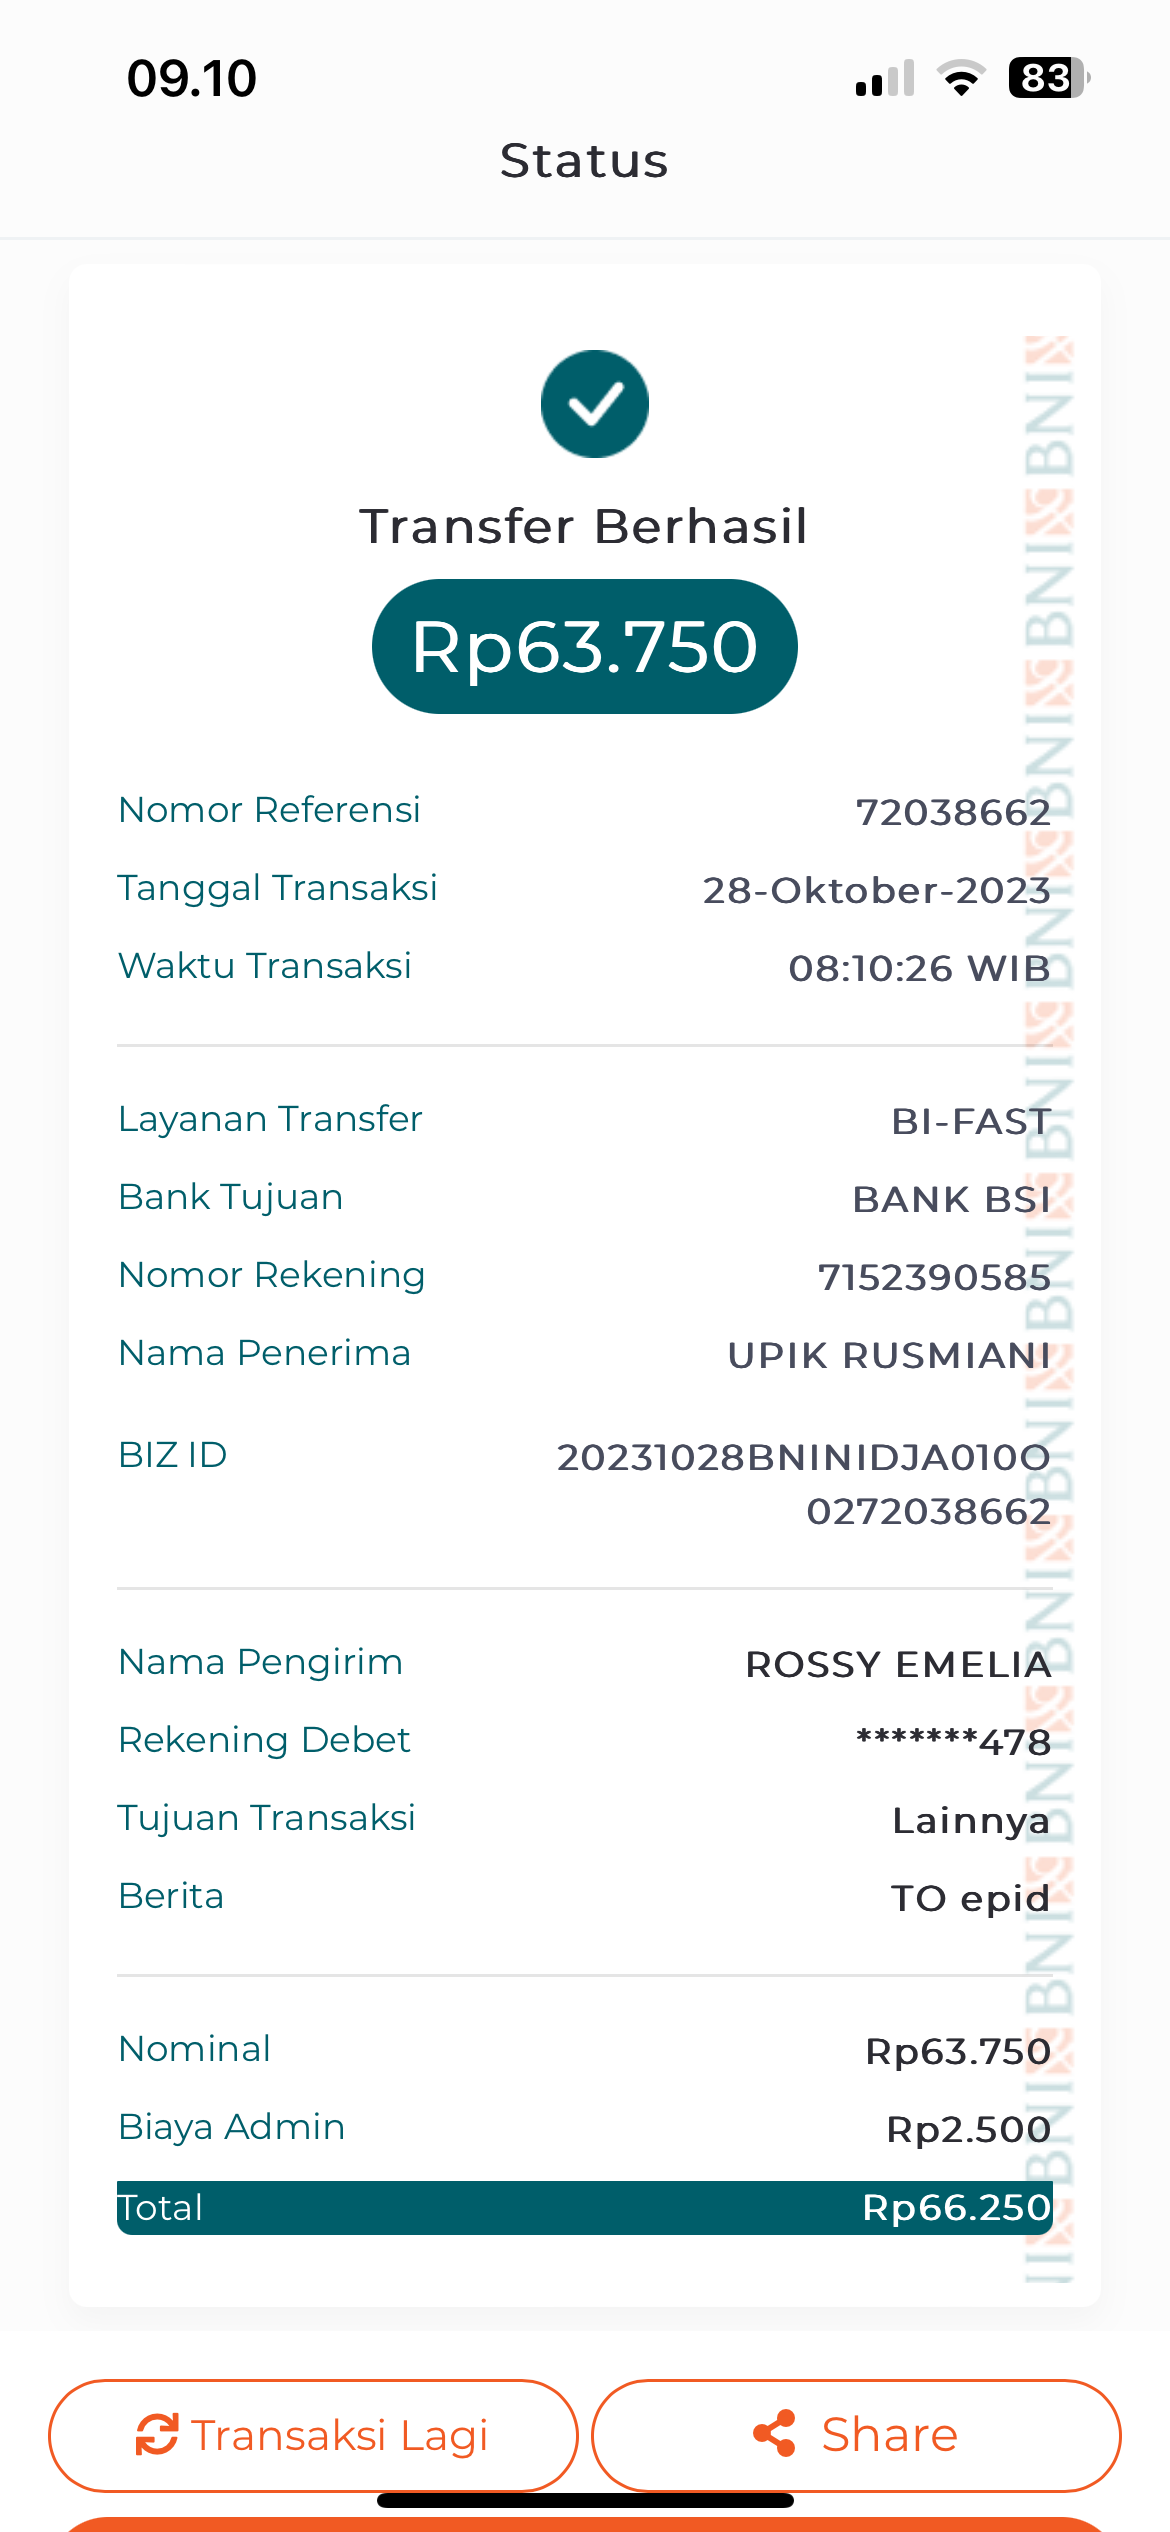 09.10
83
Status
Transfer Berhasil
Rp63.750
Nomor Referensi 72038662
Tanggal Transaksi 28-Oktober-2023
Waktu Transaksi 08:10:26 WIB
Layanan Transfer BI-FAST
Bank Tujuan BANK BSI
Nomor Rekening 7152390585
Nama Penerima UPIK RUSMIANI
BIZ ID 20231028BNINIDJA010O
0272038662
Nama Pengirim ROSSY EMELIA
Rekening Debet *******478
Tujuan Transaksi Lainnya
Berita TO epid
Nominal Rp63.750
Biaya Admin Rp2.500
Total Rp66.250
BNI BNI BNI BNI BNI BNI BNI BNI BNI BNI BNI
Transaksi Lagi
Share